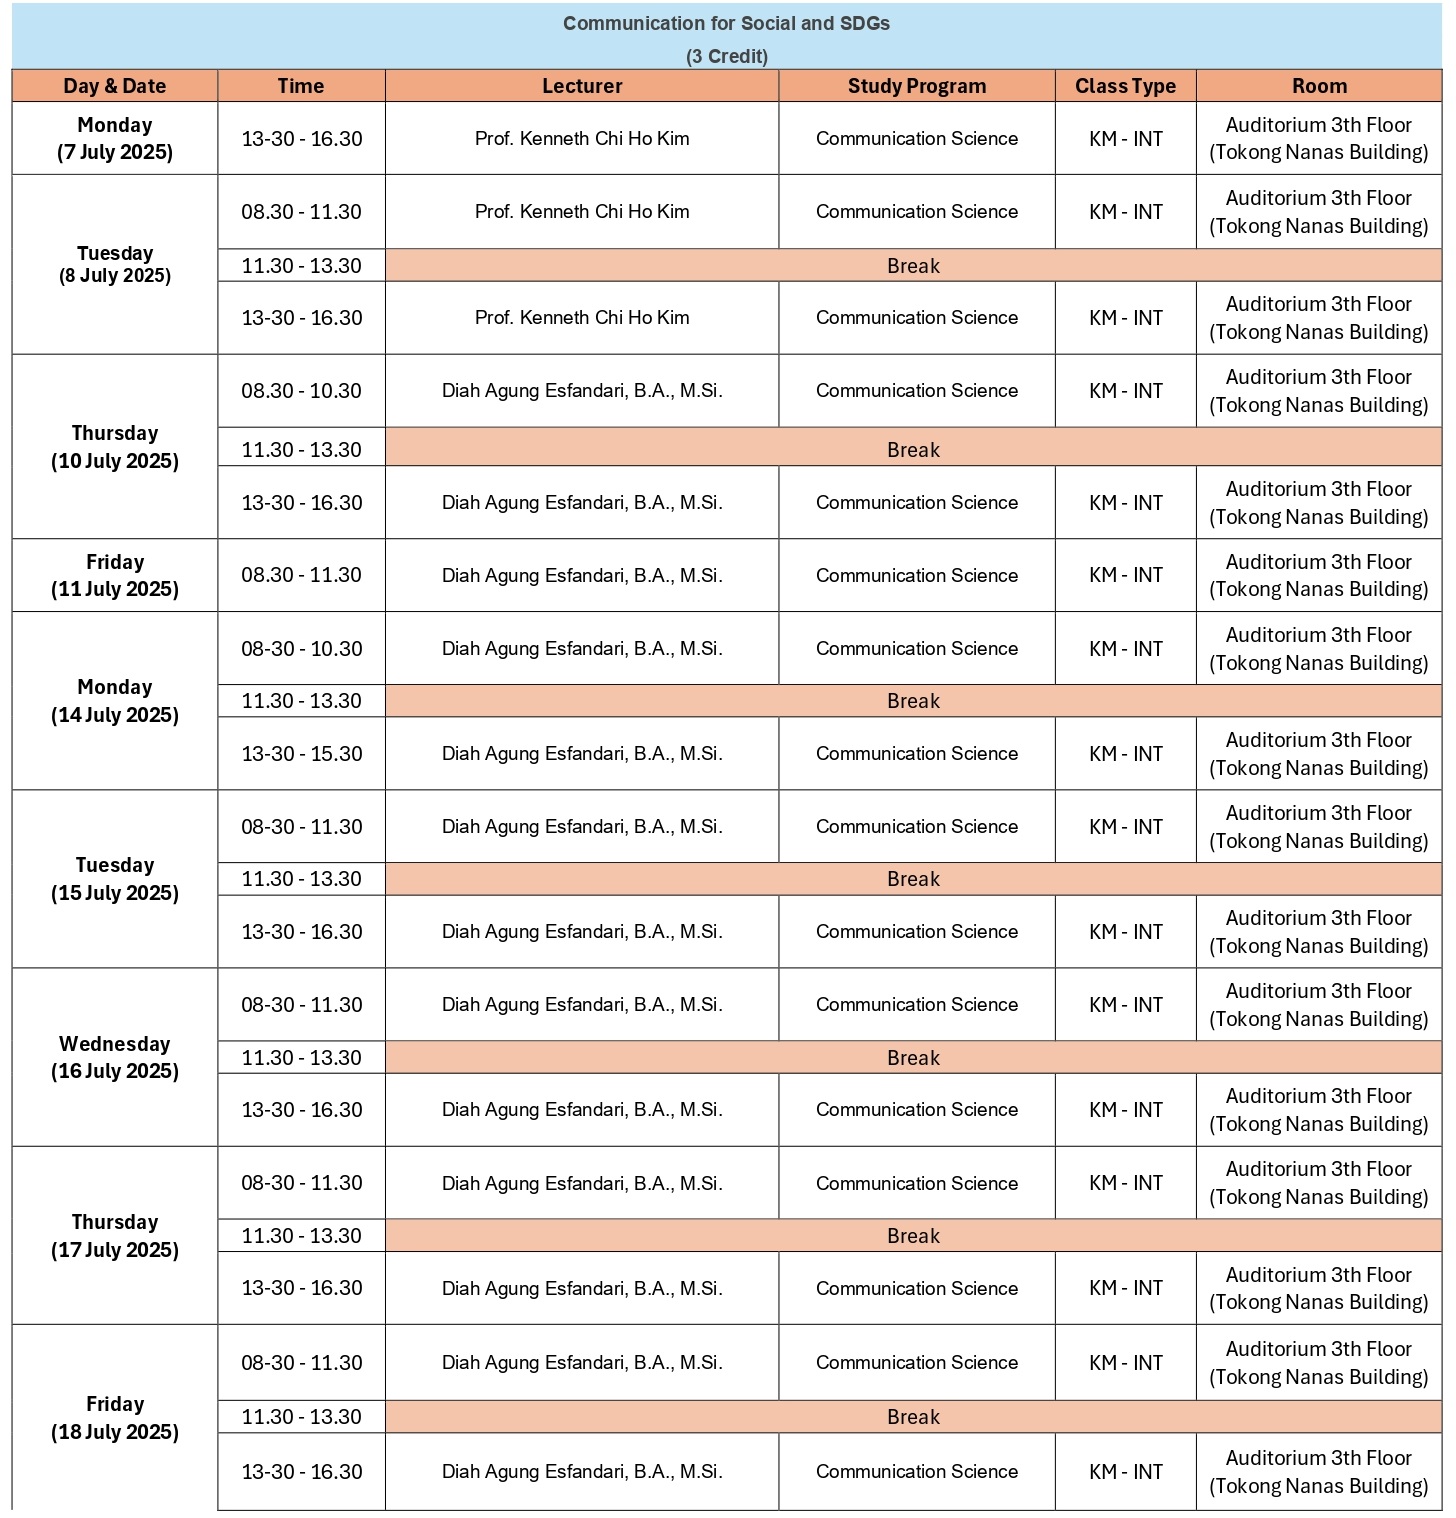 Communication for Social and SDGs
(3 Credit)
Day & Date Time Lecturer Study Program Class Type Room
Monday
(7 July 2025)
13-30 - 16.30 Prof. Kenneth Chi Ho Kim Communication Science KM - INT Auditorium 3th Floor
(Tokong Nanas Building)
Tuesday
(8 July 2025)
08.30 - 11.30 Prof. Kenneth Chi Ho Kim Communication Science KM - INT Auditorium 3th Floor
(Tokong Nanas Building)
11.30 - 13.30 Break
13-30 - 16.30 Prof. Kenneth Chi Ho Kim Communication Science KM - INT Auditorium 3th Floor
(Tokong Nanas Building)
Thursday
(10 July 2025)
08.30 - 10.30 Diah Agung Esfandari, B.A., M.Si. Communication Science KM - INT Auditorium 3th Floor
(Tokong Nanas Building)
11.30 - 13.30 Break
13-30 - 16.30 Diah Agung Esfandari, B.A., M.Si. Communication Science KM - INT Auditorium 3th Floor
(Tokong Nanas Building)
Friday
(11 July 2025)
08.30 - 11.30 Diah Agung Esfandari, B.A., M.Si. Communication Science KM - INT Auditorium 3th Floor
(Tokong Nanas Building)
Monday
(14 July 2025)
08-30 - 10.30 Diah Agung Esfandari, B.A., M.Si. Communication Science KM - INT Auditorium 3th Floor
(Tokong Nanas Building)
11.30 - 13.30 Break
13-30 - 15.30 Diah Agung Esfandari, B.A., M.Si. Communication Science KM - INT Auditorium 3th Floor
(Tokong Nanas Building)
Tuesday
(15 July 2025)
08-30 - 11.30 Diah Agung Esfandari, B.A., M.Si. Communication Science KM - INT Auditorium 3th Floor
(Tokong Nanas Building)
11.30 - 13.30 Break
13-30 - 16.30 Diah Agung Esfandari, B.A., M.Si. Communication Science KM - INT Auditorium 3th Floor
(Tokong Nanas Building)
Wednesday
(16 July 2025)
08-30 - 11.30 Diah Agung Esfandari, B.A., M.Si. Communication Science KM - INT Auditorium 3th Floor
(Tokong Nanas Building)
11.30 - 13.30 Break
13-30 - 16.30 Diah Agung Esfandari, B.A., M.Si. Communication Science KM - INT Auditorium 3th Floor
(Tokong Nanas Building)
Thursday
(17 July 2025)
08-30 - 11.30 Diah Agung Esfandari, B.A., M.Si. Communication Science KM - INT Auditorium 3th Floor
(Tokong Nanas Building)
11.30 - 13.30 Break
13-30 - 16.30 Diah Agung Esfandari, B.A., M.Si. Communication Science KM - INT Auditorium 3th Floor
(Tokong Nanas Building)
Friday
(18 July 2025)
08-30 - 11.30 Diah Agung Esfandari, B.A., M.Si. Communication Science KM - INT Auditorium 3th Floor
(Tokong Nanas Building)
11.30 - 13.30 Break
13-30 - 16.30 Diah Agung Esfandari, B.A., M.Si. Communication Science KM - INT Auditorium 3th Floor
(Tokong Nanas Building)